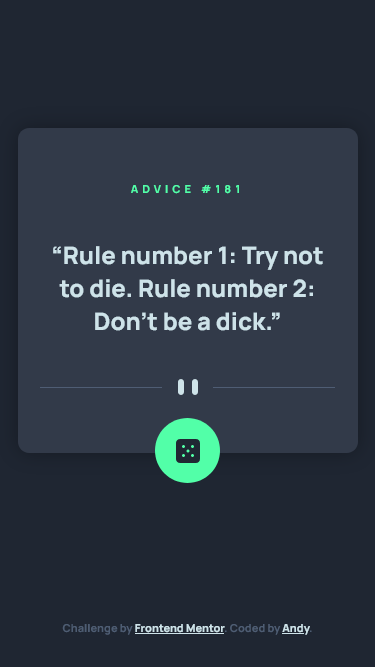 ADVICE #181
“Rule number 1: Try not
to die. Rule number 2:
Don’t be a dick.”
Challenge by Frontend Mentor. Coded by Andy.